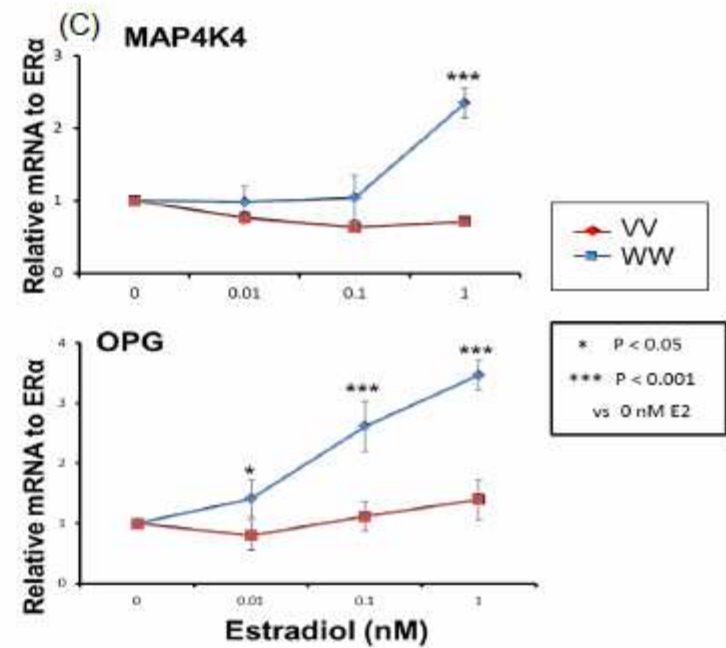 (C) MAP4K4
Relative mRNA to ERα
3
***
2
1
0
0 0.01 0.1 1
VV
WW
* P < 0.05
*** P < 0.001
vs 0 nM E2
OPG
Relative mRNA to ERα
4
***
***
3
2
*
1
0
0 0.01 0.1 1
Estradiol (nM)